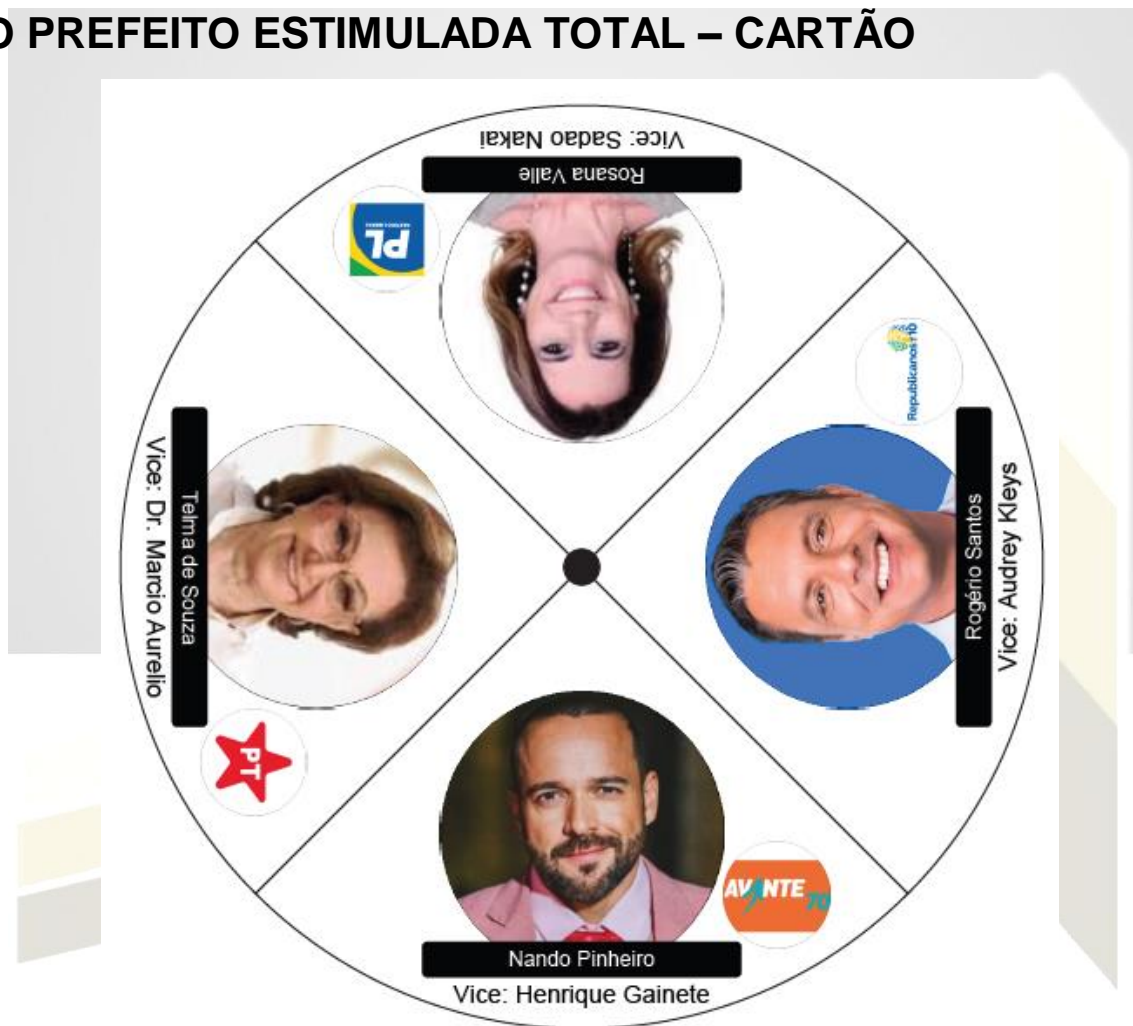 O PREFEITO ESTIMULADA TOTAL – CARTÃO
Vice: Sadao Nakai
Rosana Valle
PL
Republicanos 10
Rogério Santos
Vice: Audrey Kleys
Telma de Souza
Vice: Dr. Marcio Aurelio
PT
AVANTE
70
Nando Pinheiro
Vice: Henrique Gainete